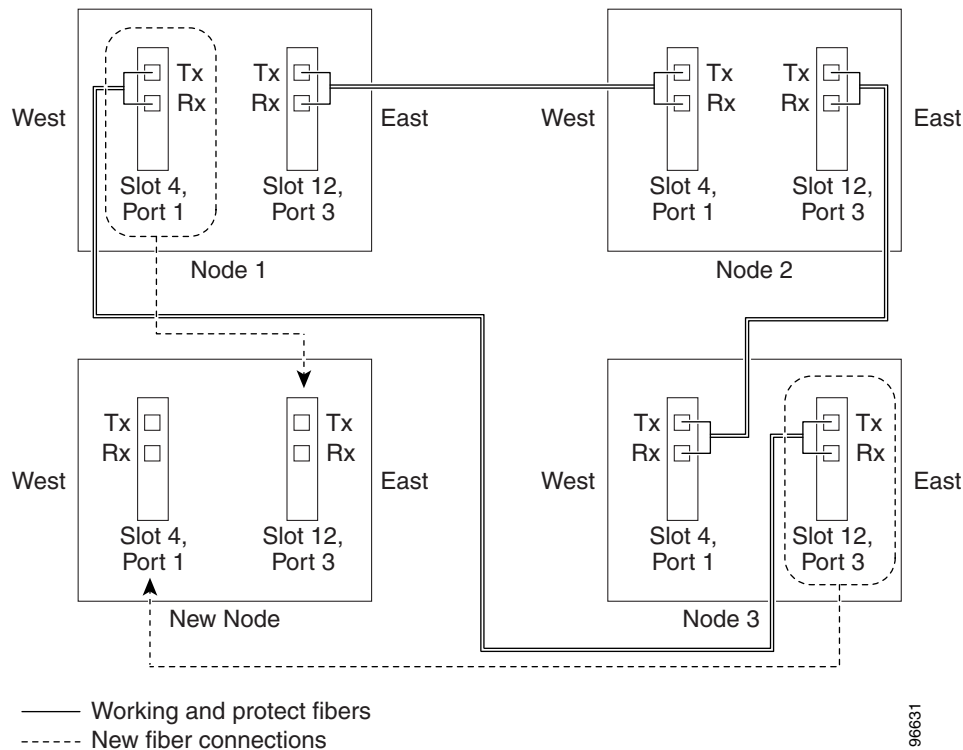 Tx Tx Tx Tx
Rx Rx Rx Rx
West East West East
Slot 4, Slot 12, Slot 4, Slot 12,
Port 1 Port 3 Port 1 Port 3
Node 1 Node 2
Tx Tx Tx Tx
Rx Rx Rx Rx
West East West East
Slot 4, Slot 12, Slot 4, Slot 12,
Port 1 Port 3 Port 1 Port 3
New Node Node 3
Working and protect fibers
New fiber connections
96631